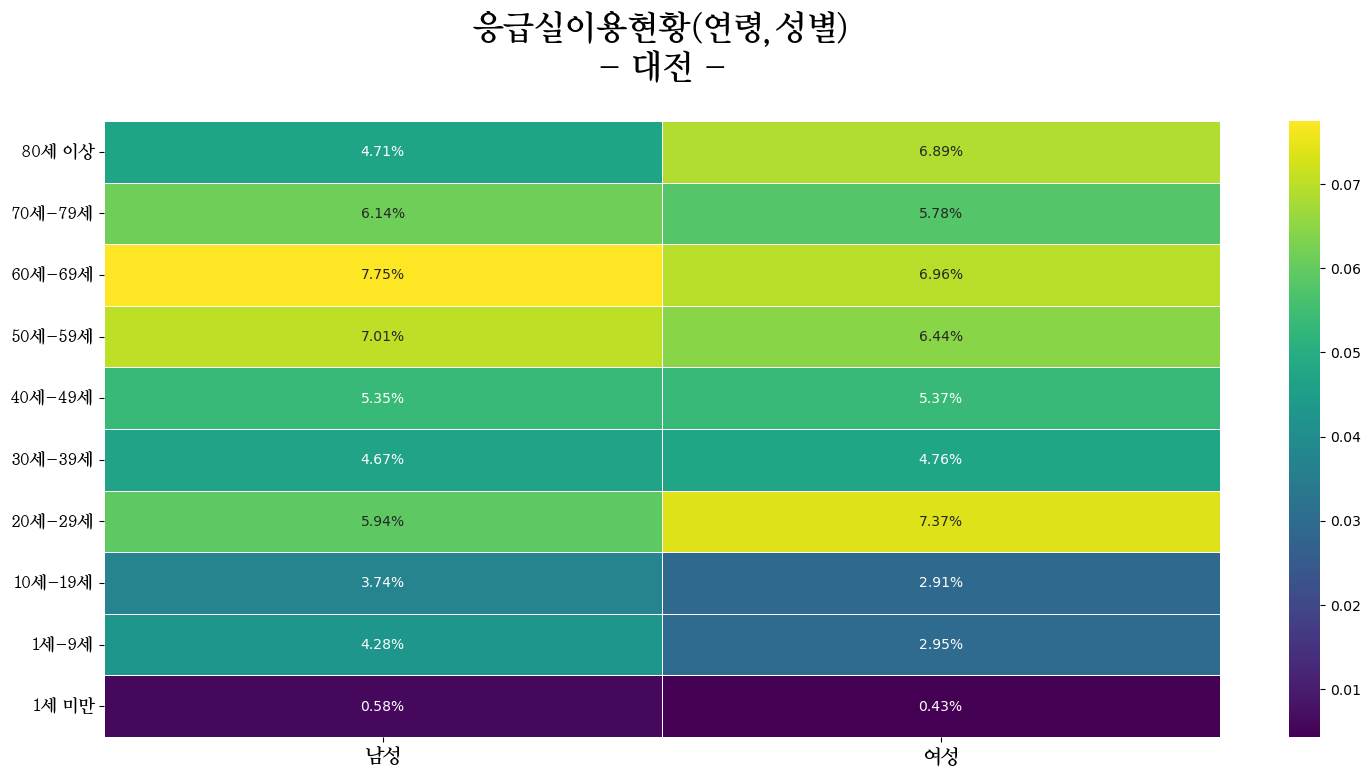 응급실이용현황(연령, 성별)
- 대전 -
80세 이상 4.71% 6.89%
70세-79세 6.14% 5.78%
60세-69세 7.75% 6.96%
50세-59세 7.01% 6.44%
40세-49세 5.35% 5.37%
30세-39세 4.67% 4.76%
20세-29세 5.94% 7.37%
10세-19세 3.74% 2.91%
1세-9세 4.28% 2.95%
1세 미만 0.58% 0.43%
남성 여성
0.07
0.06
0.05
0.04
0.03
0.02
0.01